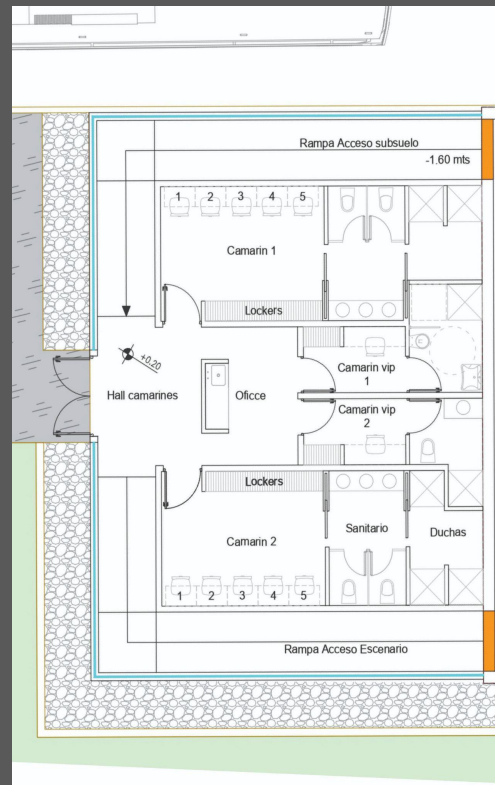 Rampa Acceso subsuelo
-1.60 mts
1 2 3 4 5
Camarin 1
Lockers
+0.20
Hall camarines
Oficce
Camarin vip
1
Camarin vip
2
Lockers
Camarin 2
Sanitario
Duchas
1 2 3 4 5
Rampa Acceso Escenario